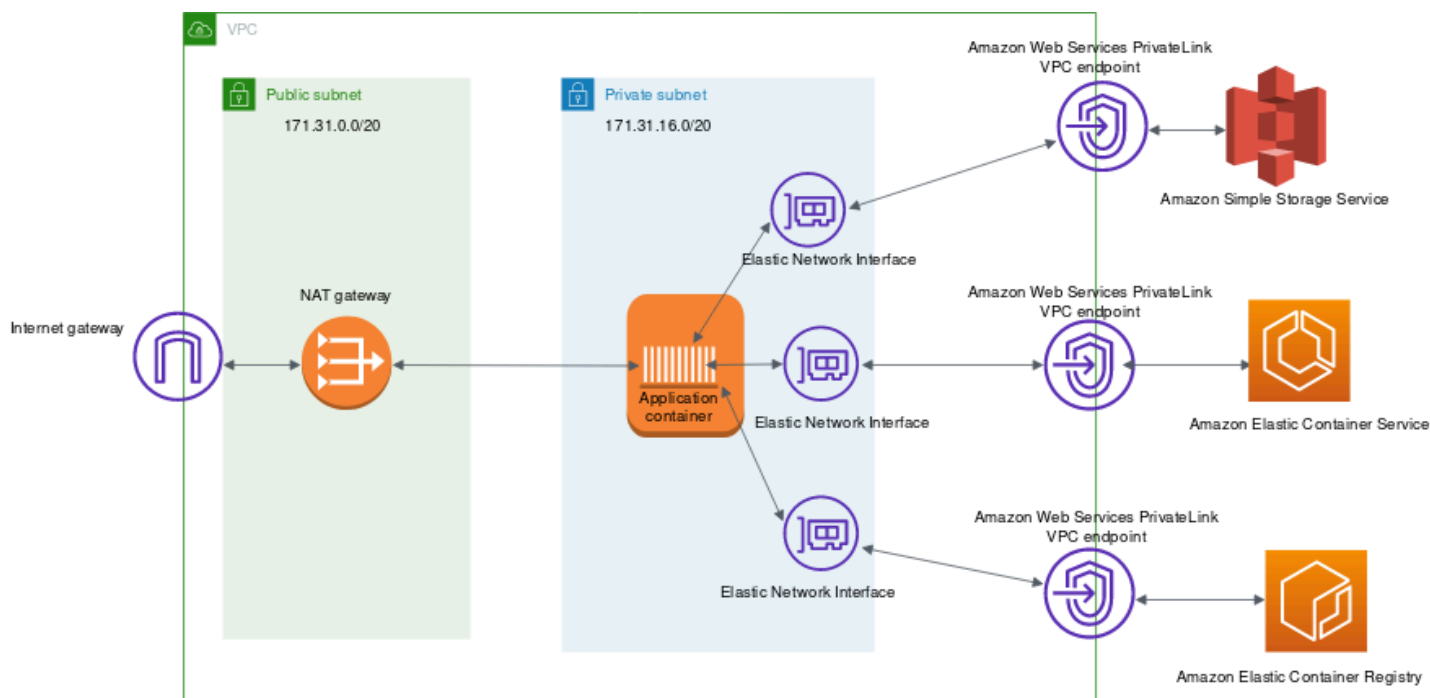 VPC
Public subnet
171.31.0.0/20
Private subnet
171.31.16.0/20
Amazon Web Services PrivateLink
VPC endpoint
Amazon Simple Storage Service
Elastic Network Interface
Internet gateway
NAT gateway
Application
container
Elastic Network Interface
Amazon Web Services PrivateLink
VPC endpoint
Amazon Elastic Container Service
Elastic Network Interface
Amazon Web Services PrivateLink
VPC endpoint
Amazon Elastic Container Registry